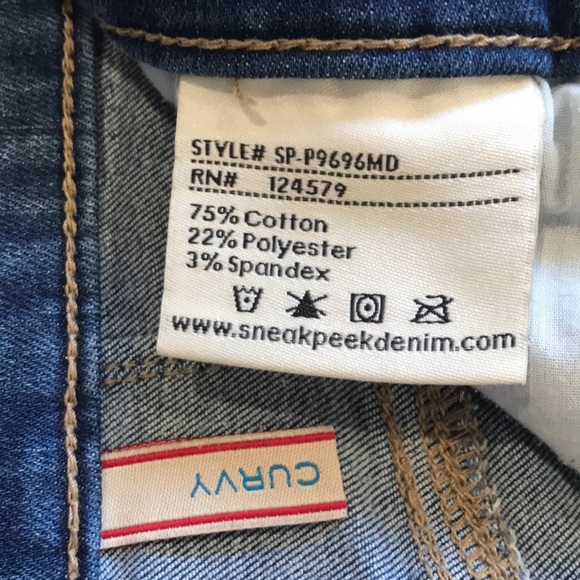 STYLE# SP-P9696MD
RN# 124579
75% Cotton
22% Polyester
3% Spandex
www.sneakpeekdenim.com
CURVY